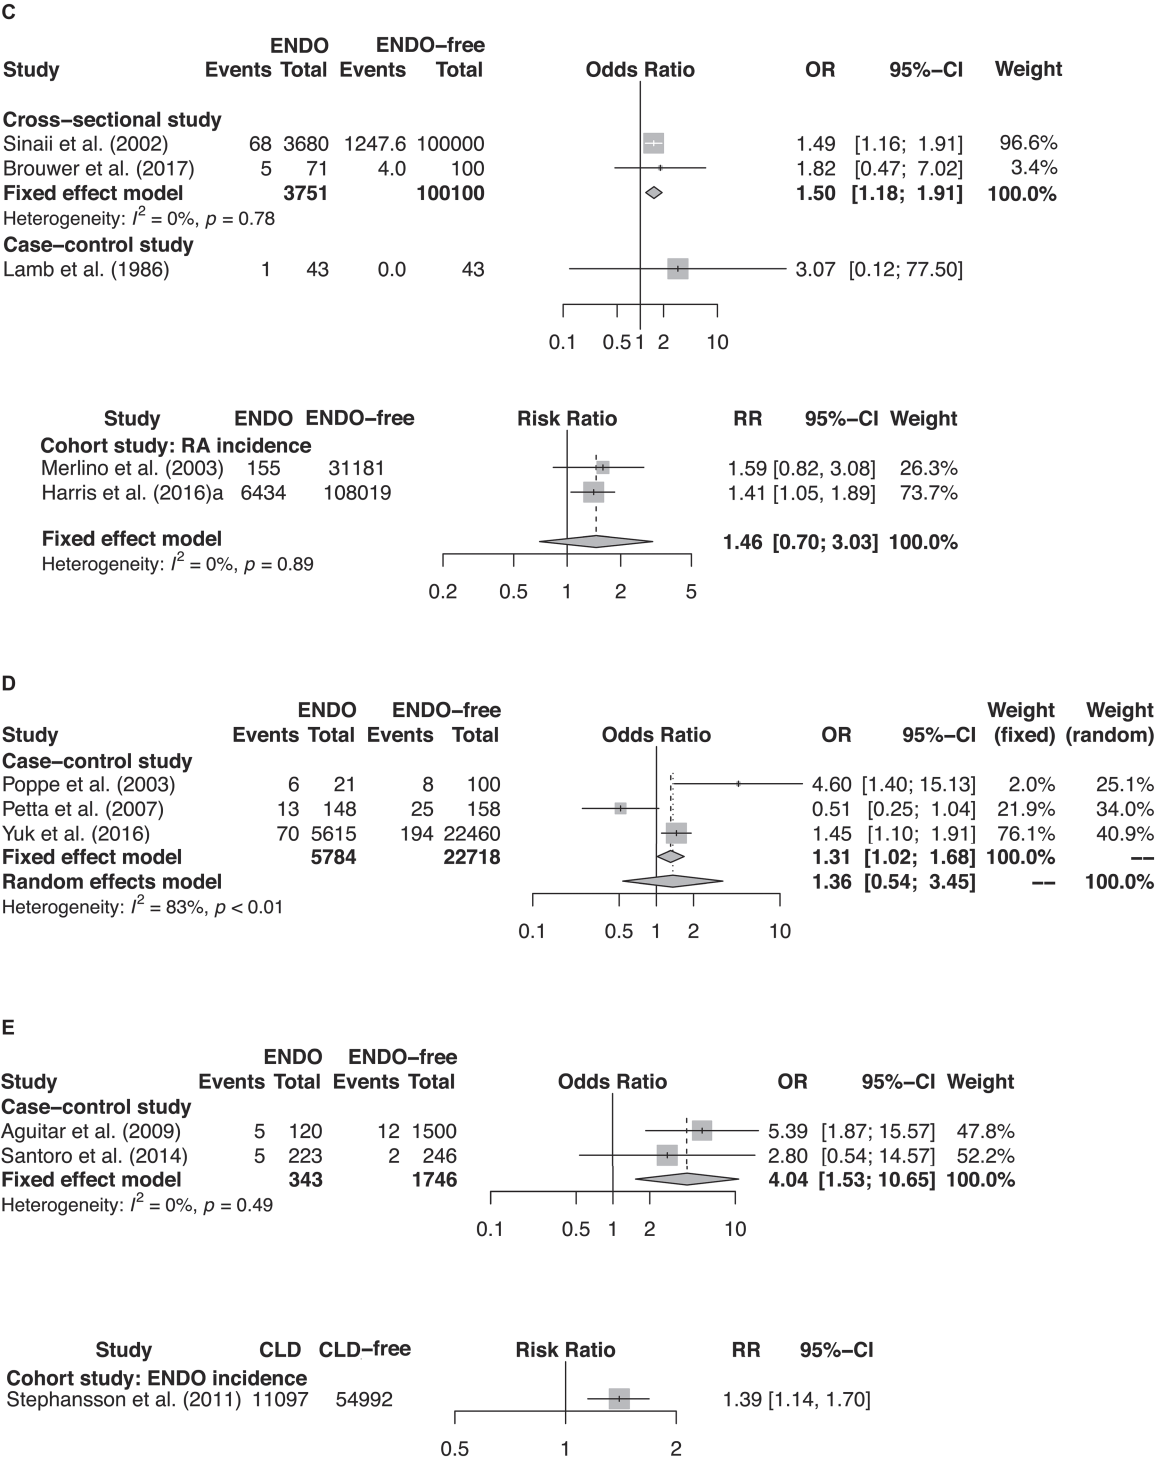 C
ENDO ENDO−free
Study Events Total Events Total Odds Ratio OR 95%−CI Weight
Cross−sectional study
Sinaii et al. (2002) 68 3680 1247.6 100000 1.49 [1.16; 1.91] 96.6%
Brouwer et al. (2017) 5 71 4.0 100 1.82 [0.47; 7.02] 3.4%
Fixed effect model 3751 100100 1.50 [1.18; 1.91] 100.0%
Heterogeneity: I² = 0%, p = 0.78
Case−control study
Lamb et al. (1986) 1 43 0.0 43 3.07 [0.12; 77.50]
0.1 0.5 1 2 10
Study ENDO ENDO−free Risk Ratio RR 95%−CI Weight
Cohort study: RA incidence
Merlino et al. (2003) 155 31181 1.59 [0.82, 3.08] 26.3%
Harris et al. (2016)a 6434 108019 1.41 [1.05, 1.89] 73.7%
Fixed effect model 1.46 [0.70; 3.03] 100.0%
Heterogeneity: I² = 0%, p = 0.89
0.2 0.5 1 2 5
D
ENDO ENDO−free Weight Weight
Study Events Total Events Total Odds Ratio OR 95%−CI (fixed) (random)
Case−control study
Poppe et al. (2003) 6 21 8 100 4.60 [1.40; 15.13] 2.0% 25.1%
Petta et al. (2007) 13 148 25 158 0.51 [0.25; 1.04] 21.9% 34.0%
Yuk et al. (2016) 70 5615 194 22460 1.45 [1.10; 1.91] 76.1% 40.9%
Fixed effect model 5784 22718 1.31 [1.02; 1.68] 100.0% −−
Random effects model 1.36 [0.54; 3.45] −− 100.0%
Heterogeneity: I² = 83%, p < 0.01
0.1 0.5 1 2 10
E
ENDO ENDO−free
Study Events Total Events Total Odds Ratio OR 95%−CI Weight
Case−control study
Aguitar et al. (2009) 5 120 12 1500 5.39 [1.87; 15.57] 47.8%
Santoro et al. (2014) 5 223 2 246 2.80 [0.54; 14.57] 52.2%
Fixed effect model 343 1746 4.04 [1.53; 10.65] 100.0%
Heterogeneity: I² = 0%, p = 0.49
0.1 0.5 1 2 10
Study CLD CLD−free Risk Ratio RR 95%−CI
Cohort study: ENDO incidence
Stephansson et al. (2011) 11097 54992 1.39 [1.14, 1.70]
0.5 1 2